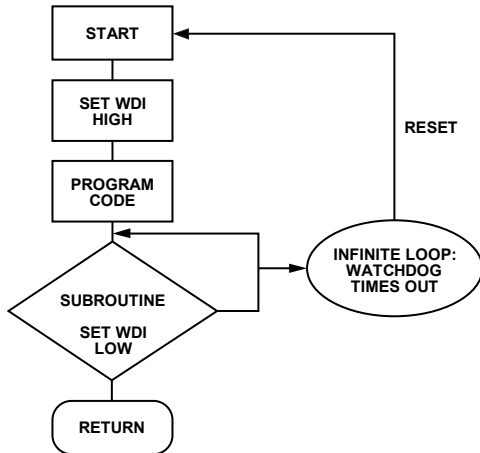 START
SET WDI
HIGH
RESET
PROGRAM
CODE
INFINITE LOOP:
WATCHDOG
TIMES OUT
SUBROUTINE
SET WDI
LOW
RETURN